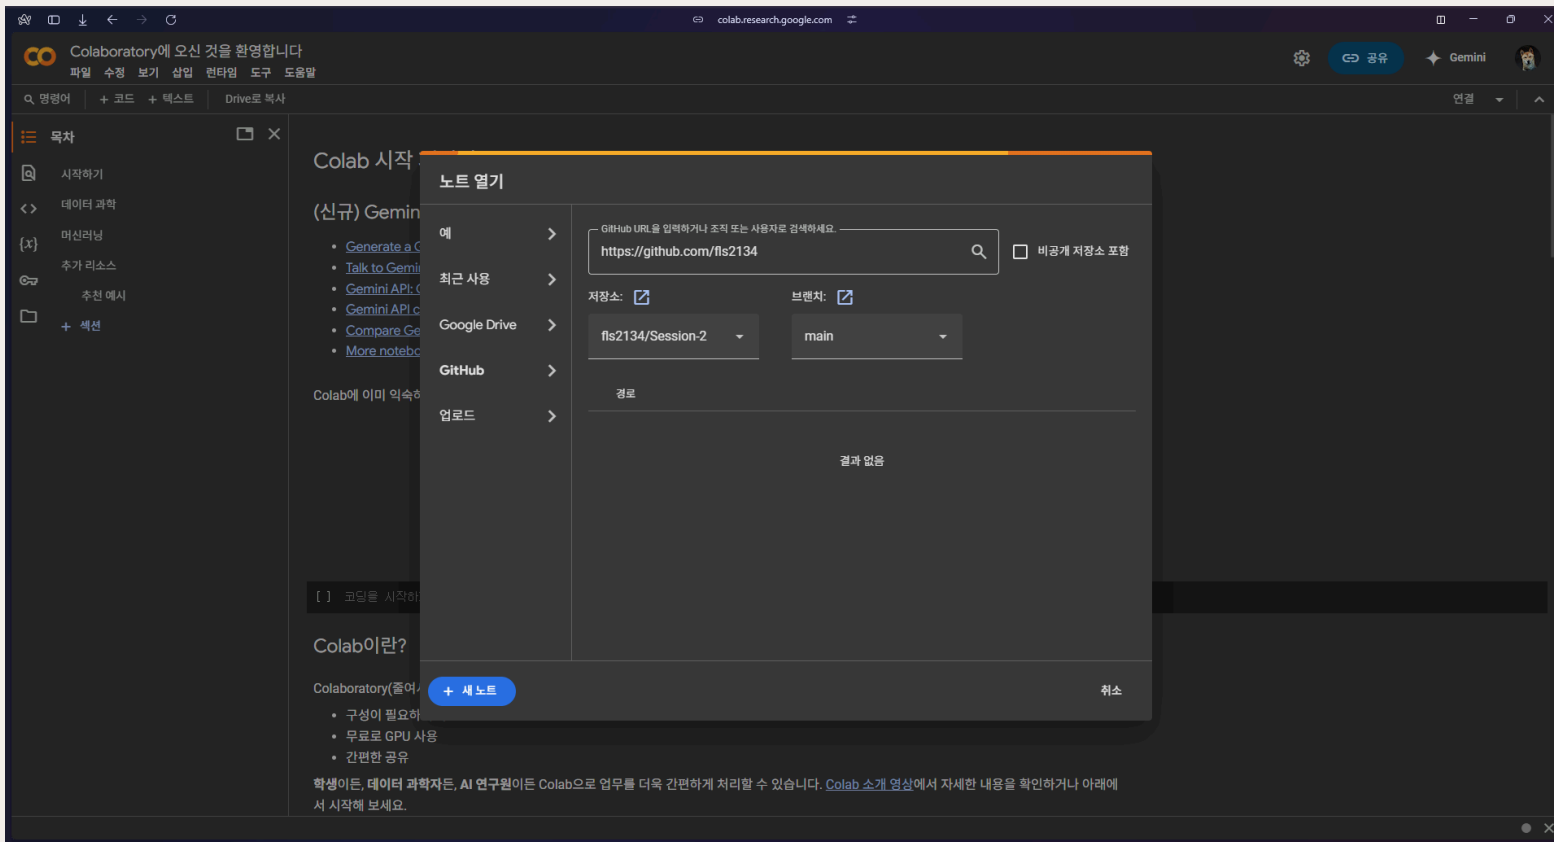 colab.research.google.com
Colaboratory에 오신 것을 환영합니다
파일 수정 보기 삽입 런타임 도구 도움말
공유
Gemini
명령어
+ 코드 + 텍스트
Drive로 복사
연결
목차
시작하기
데이터 과학
머신러닝
추가 리소스
추천 예시
+ 섹션
Colab 시작
(신규) Gemin
Generate a
Talk to Gemi
Gemini API:
Gemini API c
Compare Ge
More notebo
Colab에 이미 익숙하
[ ] 코딩을 시작하
Colab이란?
Colaboratory(줄여서
구성이 필요하
무료로 GPU 사용
간편한 공유
학생이든, 데이터 과학자든, AI 연구원이든 Colab으로 업무를 더욱 간편하게 처리할 수 있습니다. Colab 소개 영상에서 자세한 내용을 확인하거나 아래에
서 시작해 보세요.
노트 열기
예
최근 사용
Google Drive
GitHub
업로드
GitHub URL을 입력하거나 조직 또는 사용자로 검색하세요.
https://github.com/fls2134
비공개 저장소 포함
저장소:
브랜치:
fls2134/Session-2
main
경로
결과 없음
+ 새 노트
취소